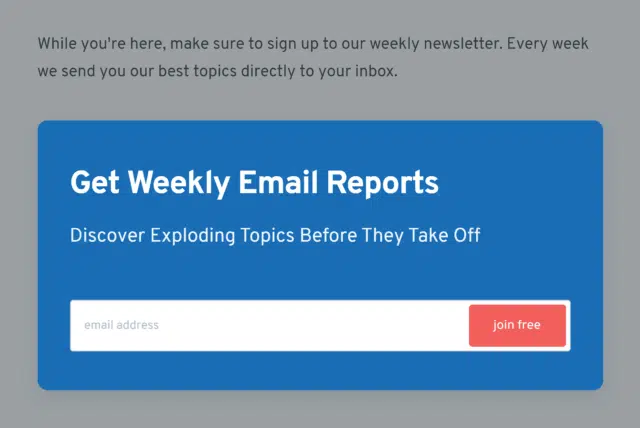 While you're here, make sure to sign up to our weekly newsletter. Every week
we send you our best topics directly to your inbox.
Get Weekly Email Reports
Discover Exploding Topics Before They Take Off
email address
join free